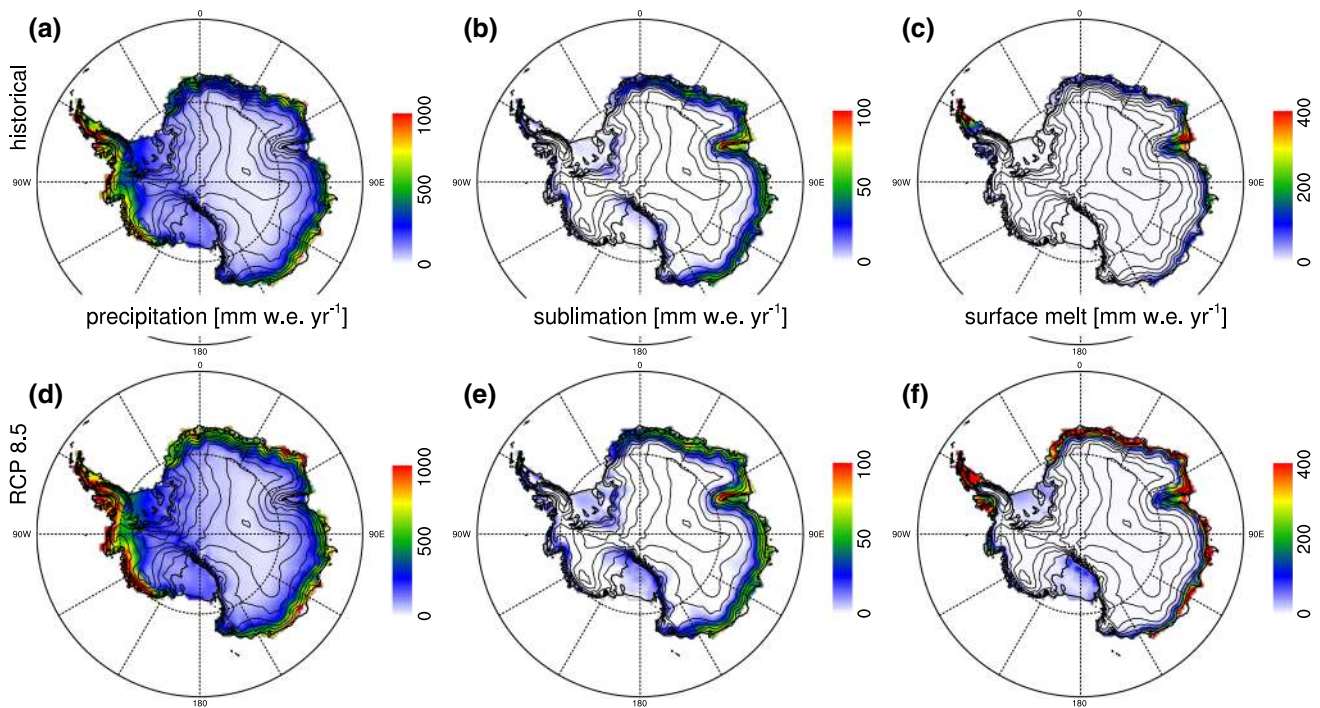 (a)
(b)
(c)
historical
0
0
0
90W
90E
90W
90E
90W
90E
1000
500
0
100
50
0
400
200
0
precipitation [mm w.e. yr-1]
sublimation [mm w.e. yr-1]
surface melt [mm w.e. yr-1]
180
180
180
(d)
(e)
(f)
RCP 8.5
0
0
0
90W
90E
90W
90E
90W
90E
1000
500
0
100
50
0
400
200
0
180
180
180